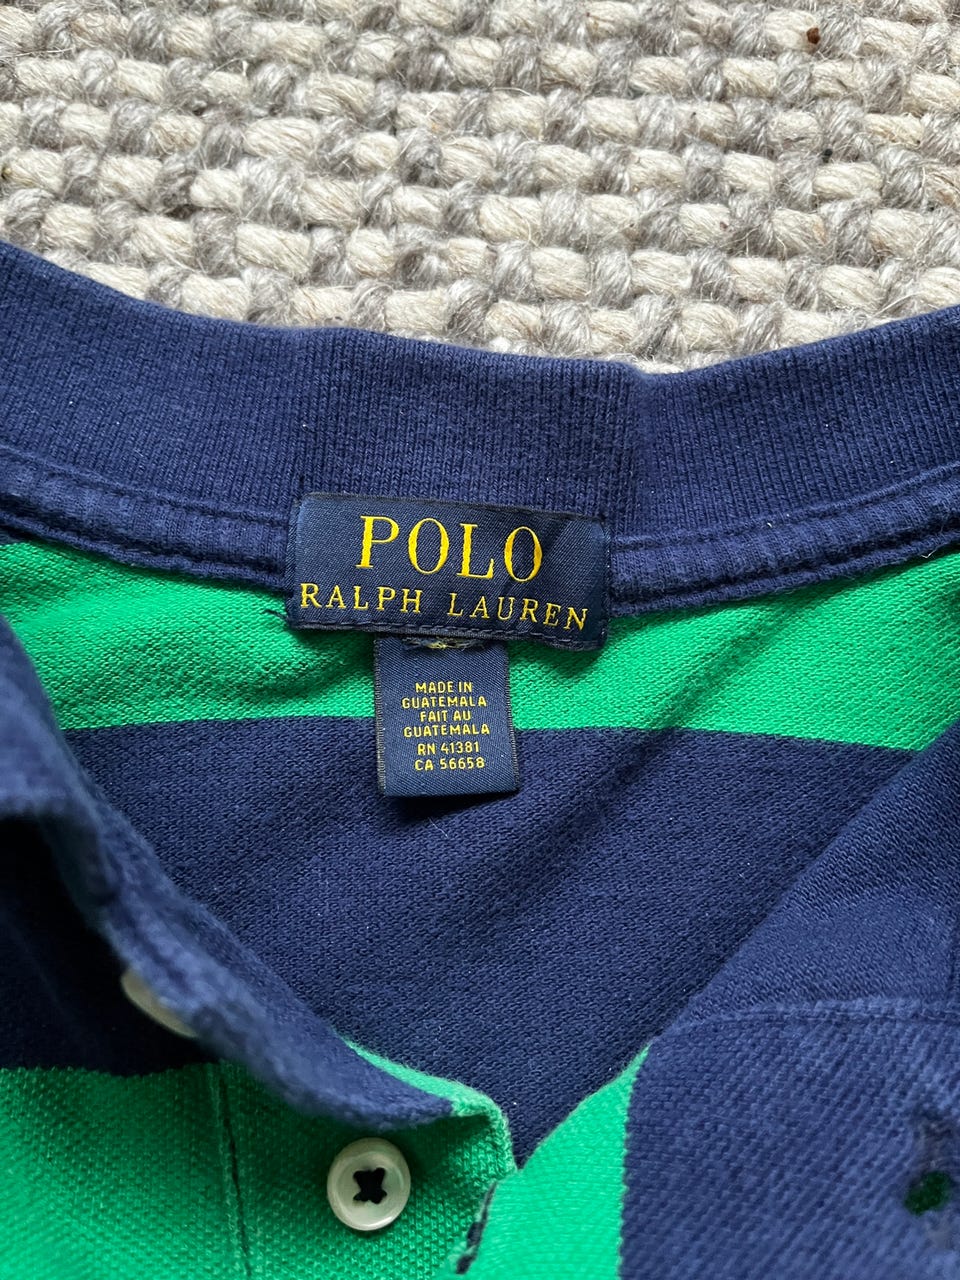 POLO
RALPH LAUREN
MADE IN
GUATEMALA
FAIT AU
GUATEMALA
RN 41381
CA 56658